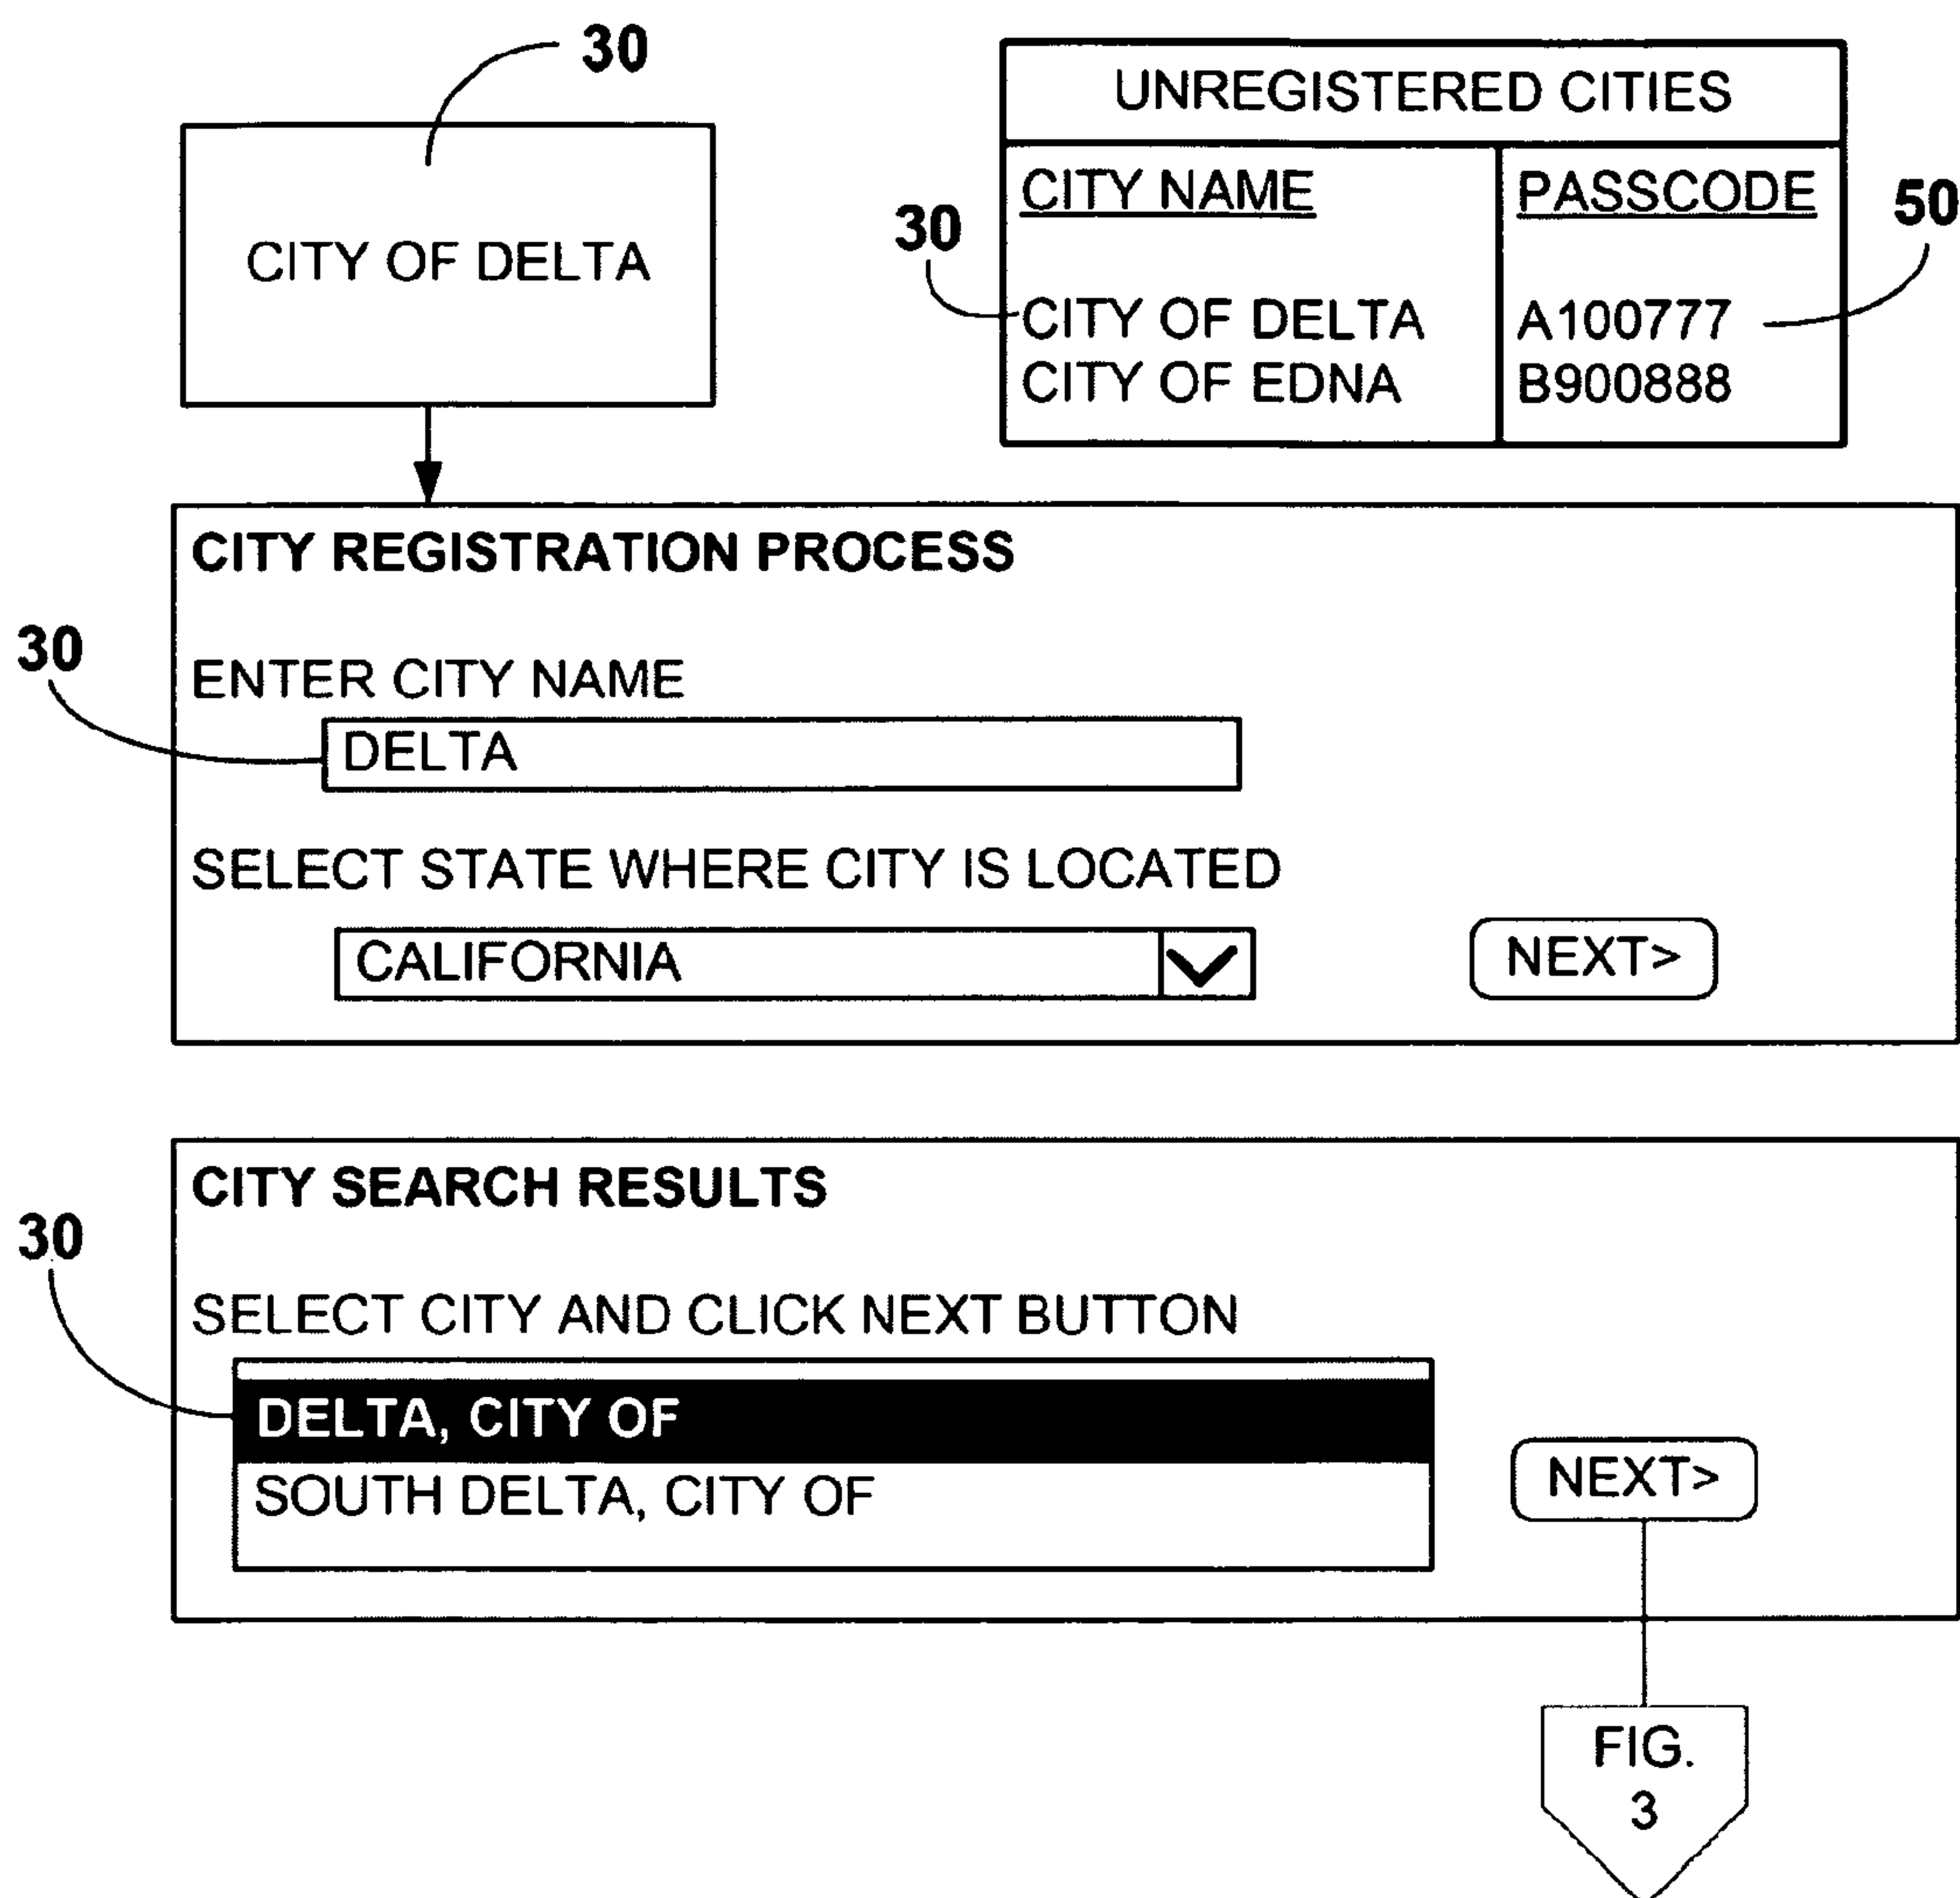 30
CITY OF DELTA
UNREGISTERED CITIES
CITY NAME
PASSCODE
30
50
CITY OF DELTA
A100777
CITY OF EDNA
B900888
CITY REGISTRATION PROCESS
30
ENTER CITY NAME
DELTA
SELECT STATE WHERE CITY IS LOCATED
CALIFORNIA
NEXT>
CITY SEARCH RESULTS
30
SELECT CITY AND CLICK NEXT BUTTON
DELTA, CITY OF
SOUTH DELTA, CITY OF
NEXT>
FIG.
3